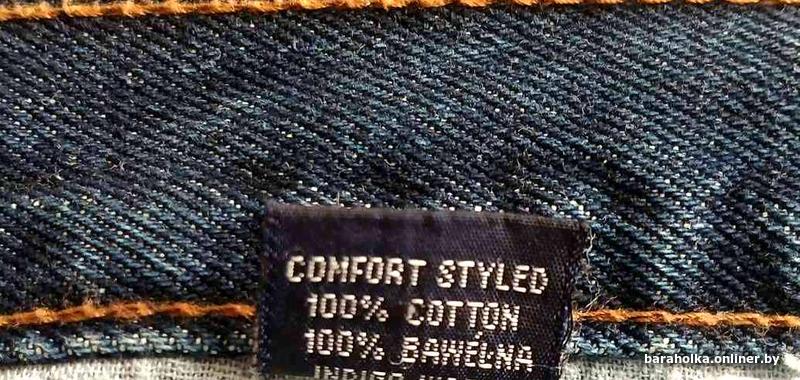 COMFORT STYLED
100% COTTON
100% BAWEŁNA
baraholka.onliner.by